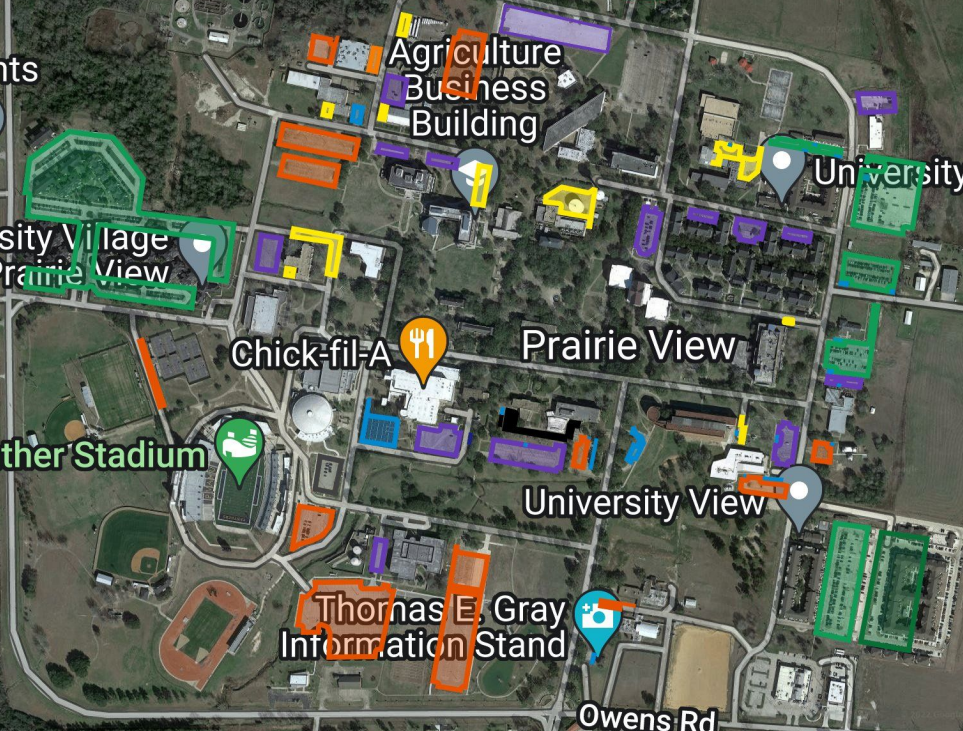 nts
Agriculture
Business
Building
University
sity Village
Prairie View
Chick-fil-A
Prairie View
ther Stadium
University View
Thomas E. Gray
Information Stand
Owens Rd